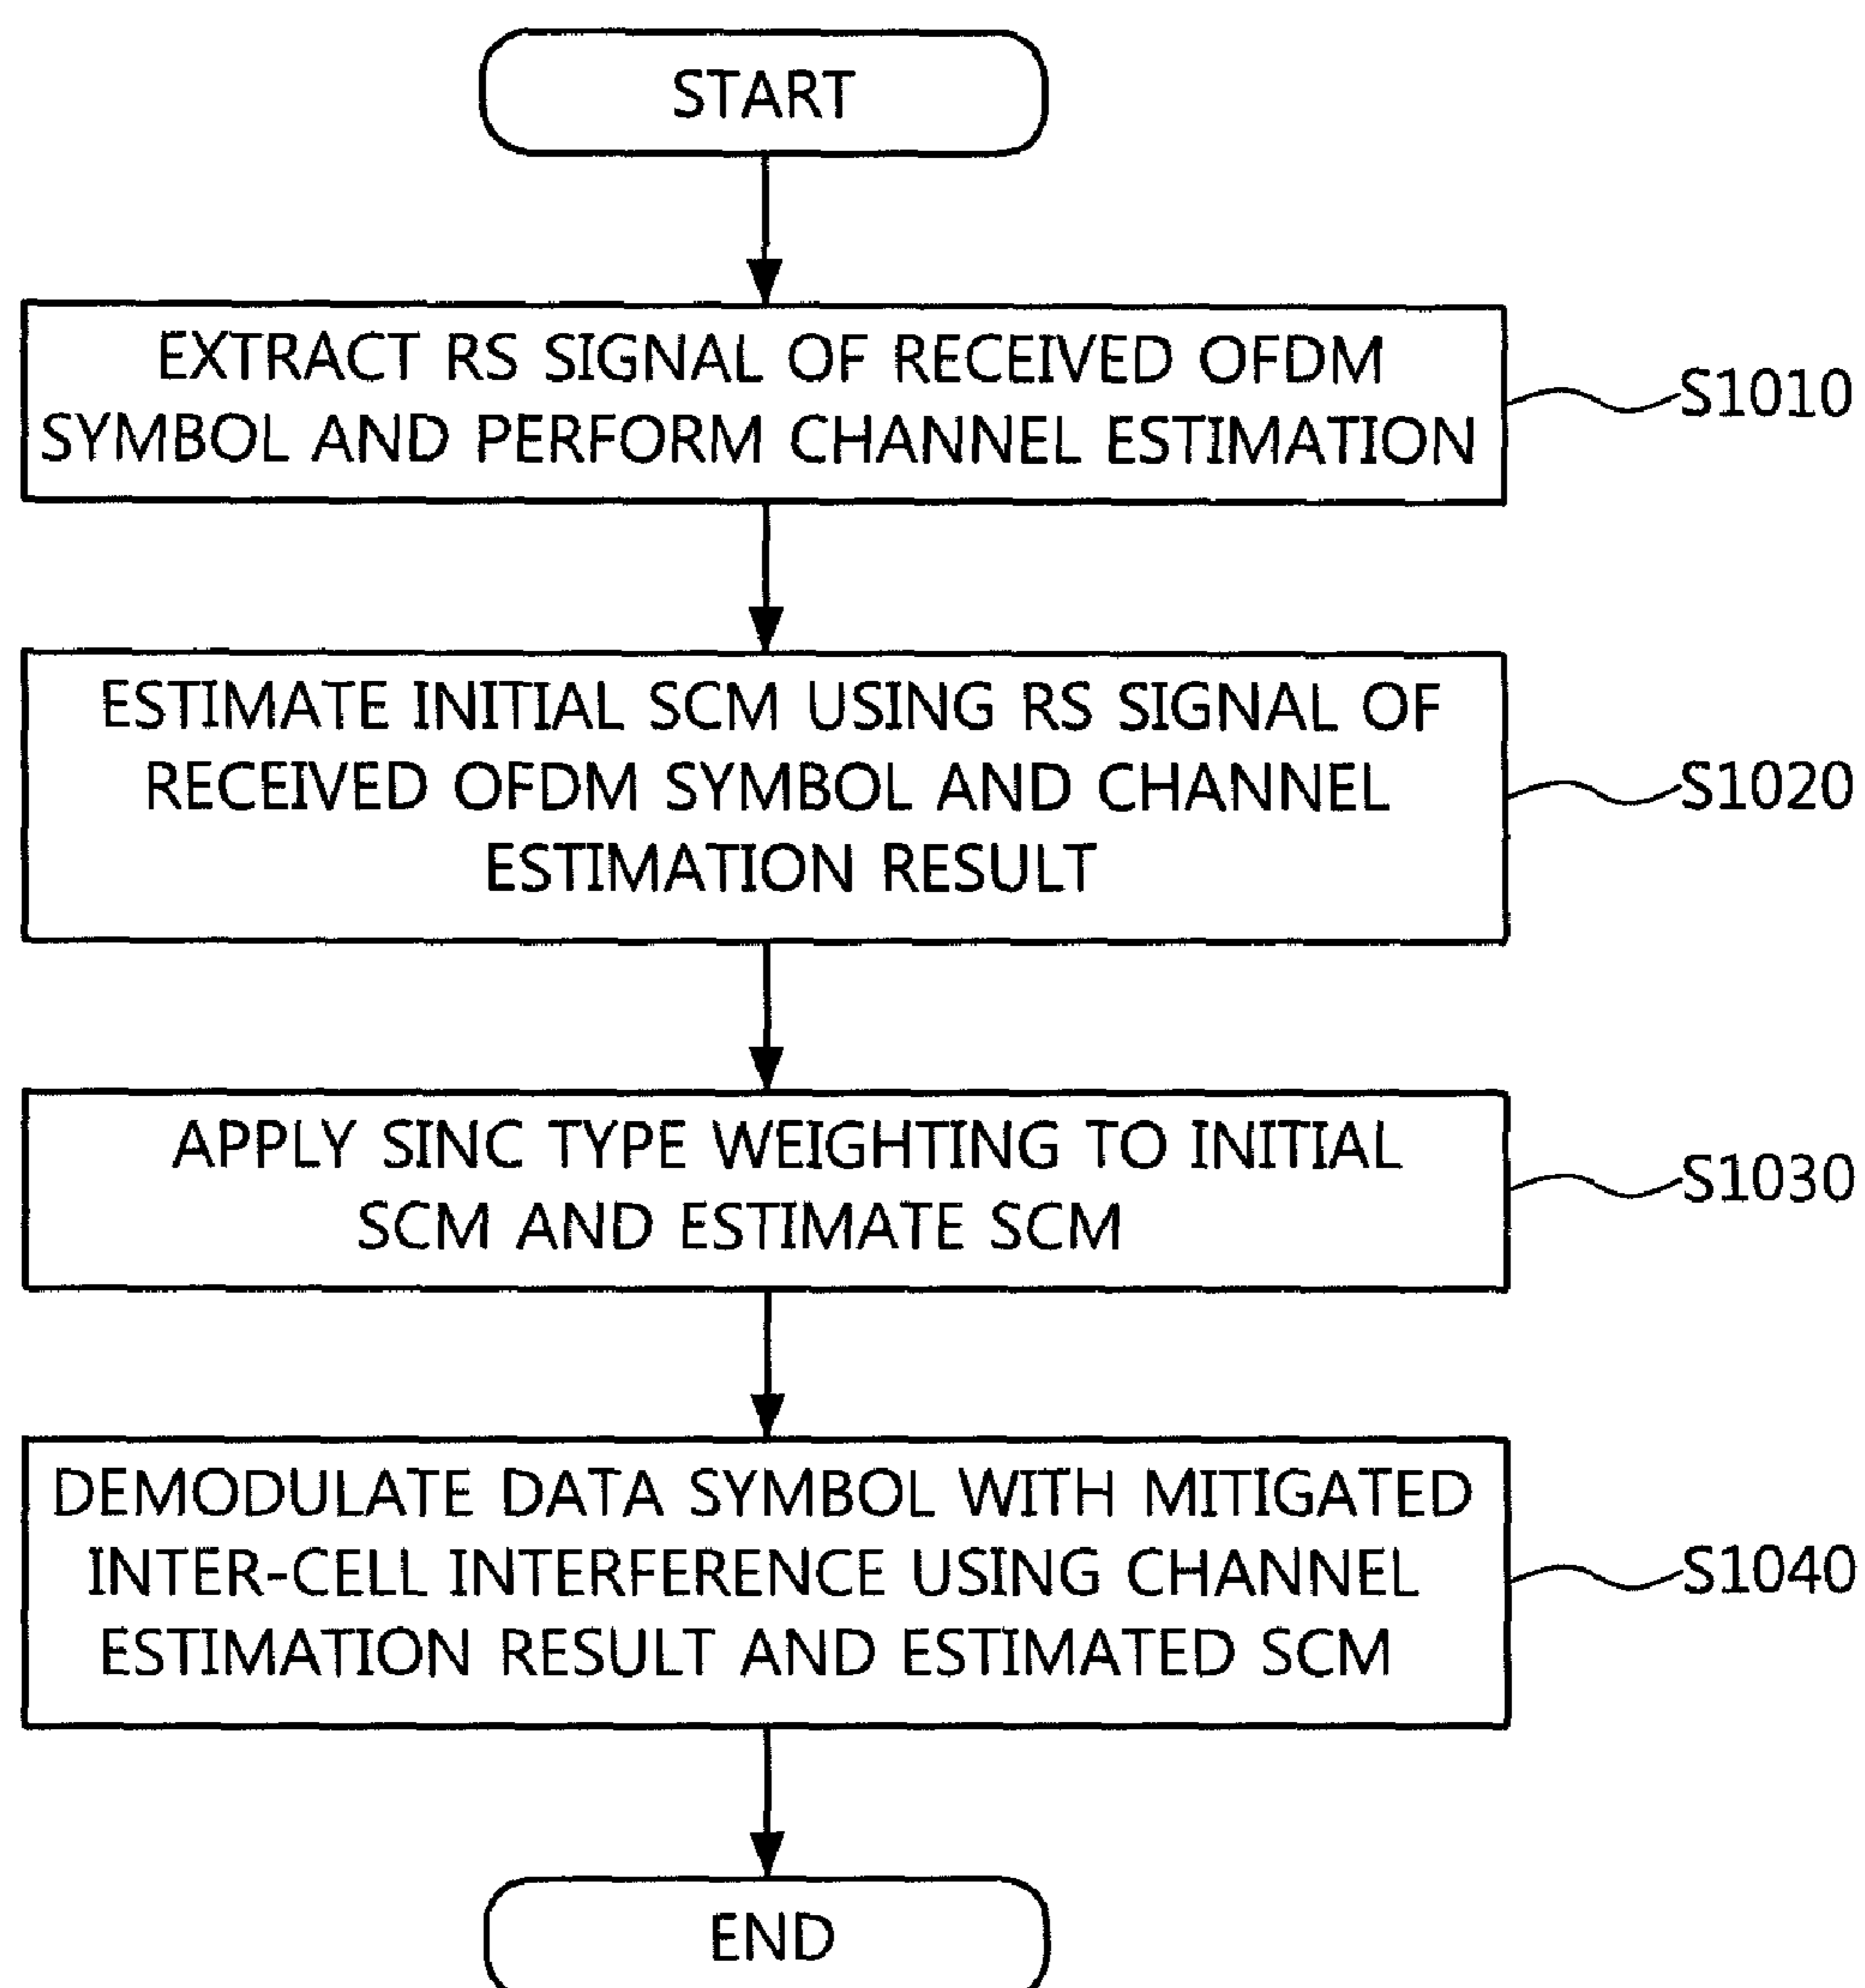 START
EXTRACT RS SIGNAL OF RECEIVED OFDM
SYMBOL AND PERFORM CHANNEL ESTIMATION
S1010
ESTIMATE INITIAL SCM USING RS SIGNAL OF
RECEIVED OFDM SYMBOL AND CHANNEL
ESTIMATION RESULT
S1020
APPLY SINC TYPE WEIGHTING TO INITIAL
SCM AND ESTIMATE SCM
S1030
DEMODULATE DATA SYMBOL WITH MITIGATED
INTER-CELL INTERFERENCE USING CHANNEL
ESTIMATION RESULT AND ESTIMATED SCM
S1040
END